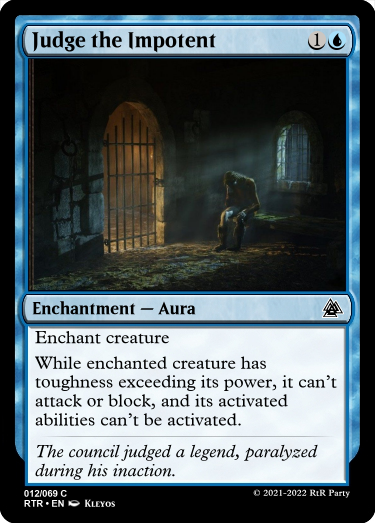 Judge the Impotent 1
Enchantment — Aura
Enchant creature
While enchanted creature has
toughness exceeding its power, it can't
attack or block, and its activated
abilities can't be activated.
The council judged a legend, paralyzed
during his inaction.
012/069 C
RTR • EN Kleyos
© 2021-2022 RtR Party